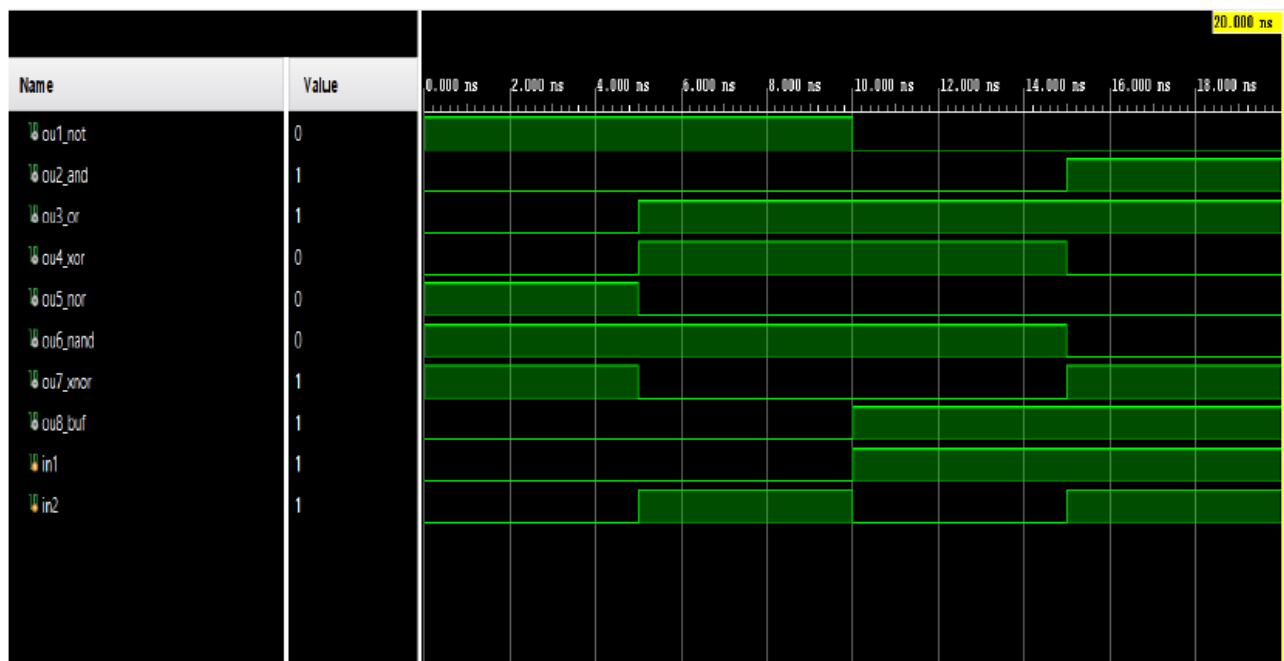 20.000 ns
Name Value 0.000 ns 2.000 ns 4.000 ns 6.000 ns 8.000 ns 10.000 ns 12.000 ns 14.000 ns 16.000 ns 18.000 ns
ou1_not 0
ou2_and 1
ou3_or 1
ou4_xor 0
ou5_nor 0
ou6_nand 0
ou7_xnor 1
ou8_buf 1
in1 1
in2 1